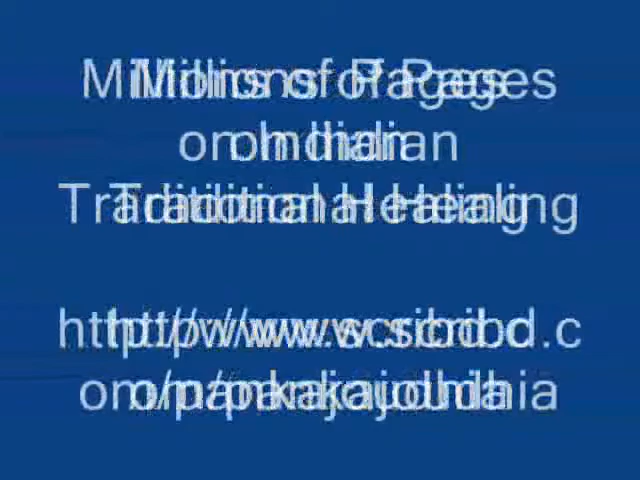 Millions of Pages
on Indian
Traditional Healing
http://www.scribd.c
om/pankajoudhia